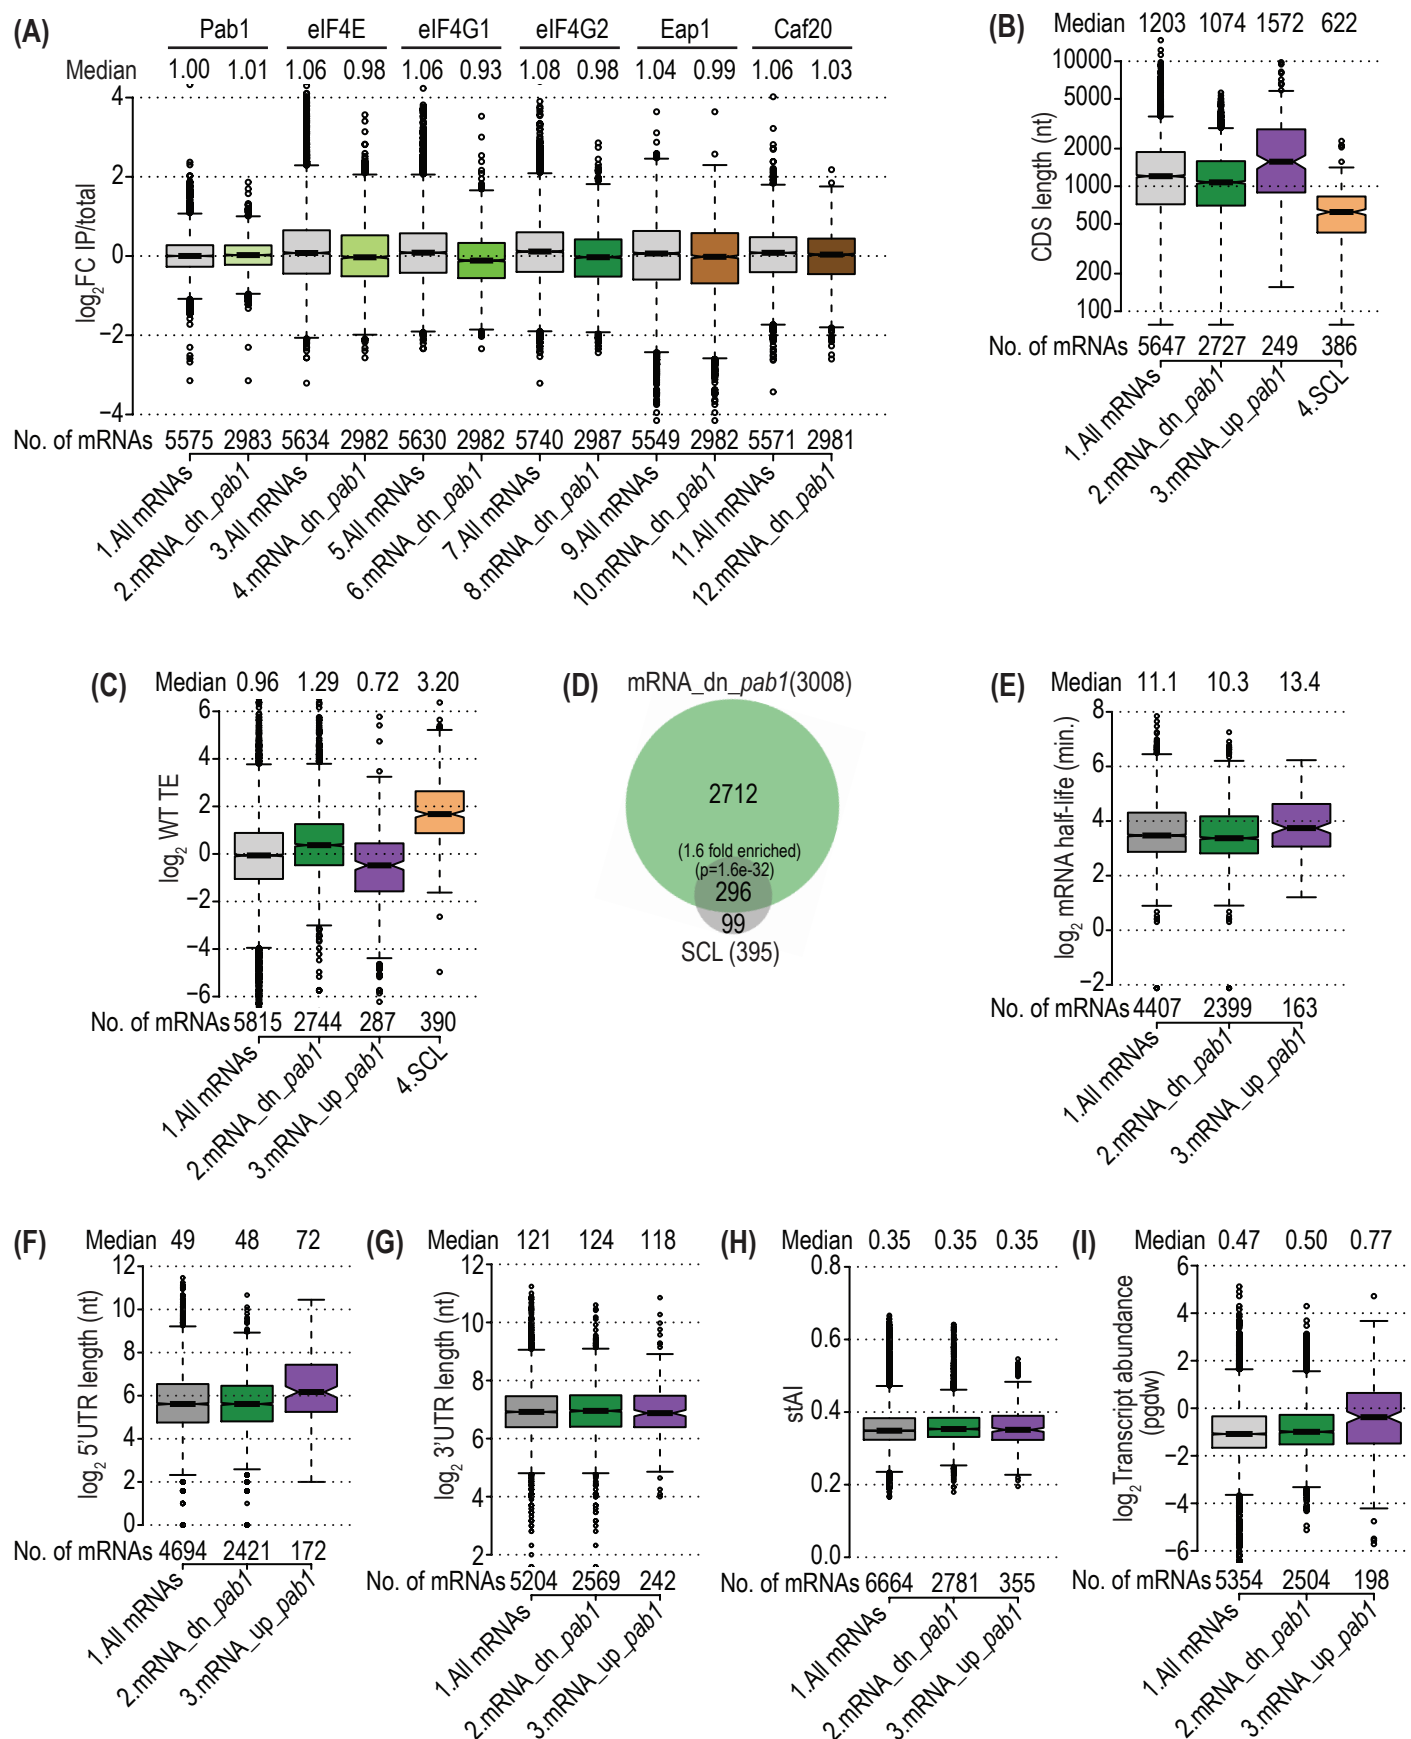 (A)
Pab1 eIF4E eIF4G1 eIF4G2 Eap1 Caf20
Median 1.00 1.01 1.06 0.98 1.06 0.93 1.08 0.98 1.04 0.99 1.06 1.03
log2FC IP/total
4
2
0
−2
−4
No. of mRNAs 5575 2983 5634 2982 5630 2982 5740 2987 5549 2982 5571 2981
1.All mRNAs
2.mRNA_dn_pab1
3.All mRNAs
4.mRNA_dn_pab1
5.All mRNAs
6.mRNA_dn_pab1
7.All mRNAs
8.mRNA_dn_pab1
9.All mRNAs
10.mRNA_dn_pab1
11.All mRNAs
12.mRNA_dn_pab1
(B)
Median 1203 1074 1572 622
CDS length (nt)
10000
5000
2000
1000
500
200
100
No. of mRNAs 5647 2727 249 386
1.All mRNAs
2.mRNA_dn_pab1
3.mRNA_up_pab1
4.SCL
(C)
Median 0.96 1.29 0.72 3.20
log2 WT TE
6
4
2
0
−2
−4
−6
No. of mRNAs 5815 2744 287 390
1.All mRNAs
2.mRNA_dn_pab1
3.mRNA_up_pab1
4.SCL
(D)
mRNA_dn_pab1(3008)
2712
(1.6 fold enriched)
(p=1.6e-32)
296
99
SCL (395)
(E)
Median 11.1 10.3 13.4
log2 mRNA half-life (min.)
8
6
4
2
0
−2
No. of mRNAs 4407 2399 163
1.All mRNAs
2.mRNA_dn_pab1
3.mRNA_up_pab1
(F)
Median 49 48 72
log2 5'UTR length (nt)
12
10
8
6
4
2
0
No. of mRNAs 4694 2421 172
1.All mRNAs
2.mRNA_dn_pab1
3.mRNA_up_pab1
(G)
Median 121 124 118
log2 3'UTR length (nt)
12
10
8
6
4
2
No. of mRNAs 5204 2569 242
1.All mRNAs
2.mRNA_dn_pab1
3.mRNA_up_pab1
(H)
Median 0.35 0.35 0.35
stAI
0.8
0.6
0.4
0.2
0.0
No. of mRNAs 6664 2781 355
1.All mRNAs
2.mRNA_dn_pab1
3.mRNA_up_pab1
(I)
Median 0.47 0.50 0.77
log2Transcript abundance
(pgdw)
6
4
2
0
−2
−4
−6
No. of mRNAs 5354 2504 198
1.All mRNAs
2.mRNA_dn_pab1
3.mRNA_up_pab1